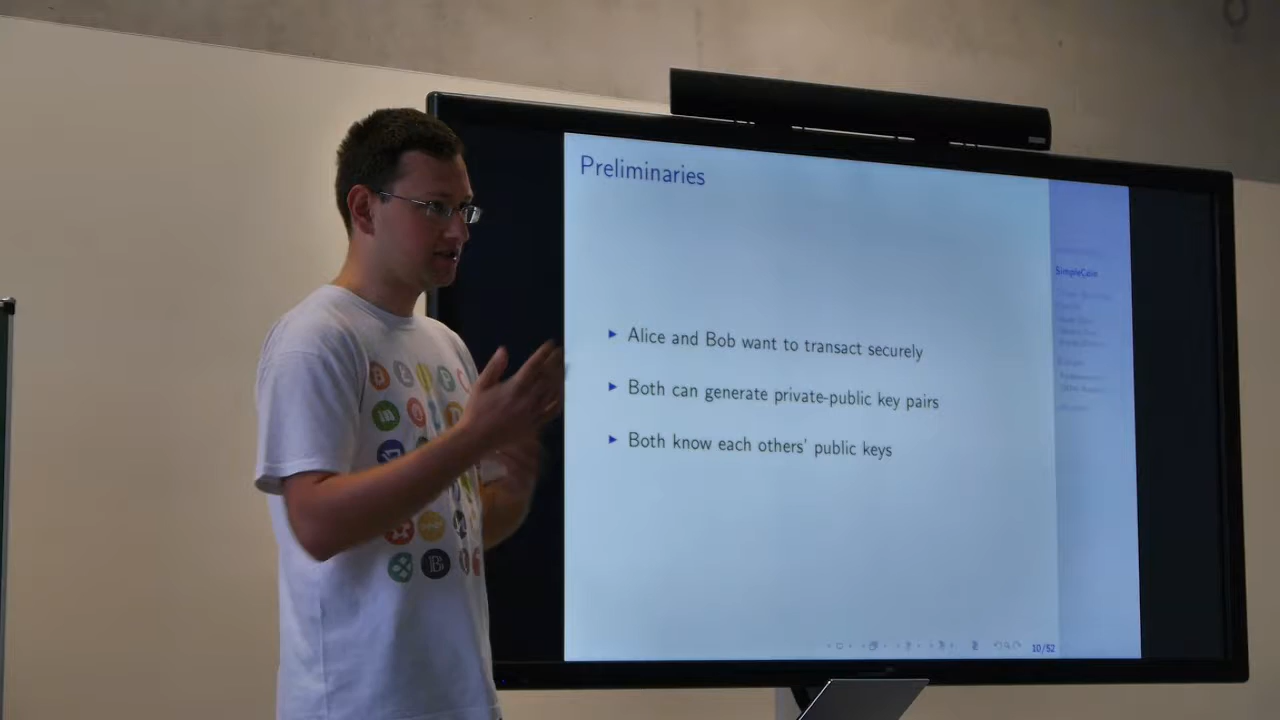 Preliminaries
SimpleCoin
▶ Alice and Bob want to transact securely
▶ Both can generate private-public key pairs
▶ Both know each others' public keys
10/52